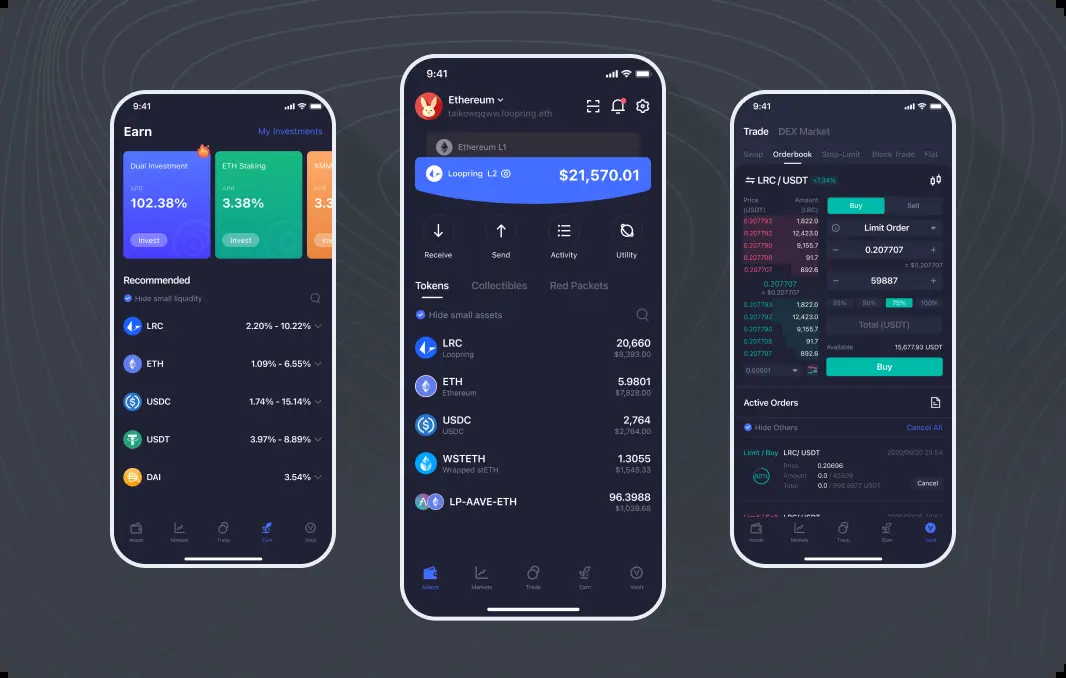 9:41
Earn
My Investments
Dual Investment
APR
102.38%
Invest
ETH Staking
APR
3.38%
Invest
Recommended
Hide small liquidity
LRC 2.20% - 10.22%
ETH 1.09% - 6.55%
USDC 1.74% - 15.14%
USDT 3.97% - 8.89%
DAI 3.54%
Assets Markets Trade Earn Vault
9:41
Ethereum
taikowqqww.loopring.eth
Ethereum L1
Loopring L2 $21,570.01
Receive Send Activity Utility
Tokens Collectibles Red Packets
Hide small assets
LRC 20,660
Loopring $8,393.00
ETH 5.9801
Ethereum $7,828.00
USDC 2,764
USDC $2,764.00
WSTETH 1.3055
Wrapped stETH $1,545.33
LP-AAVE-ETH 96.3988
$1,039.68
Assets Markets Trade Earn Vault
9:41
Trade DEX Market
Swap Orderbook Stop-Limit Block Trade Fiat
LRC / USDT +7.34%
Price Amount
(USDT) (LRC)
0.207793 1,822.0
0.207792 12,423.0
0.207790 9,155.7
0.207708 91.7
0.207707 892.6
0.207707
≈ $0.207707
0.207793 1,822.0
0.207792 12,423.0
0.207790 9,155.7
0.207708 91.7
0.207707 892.6
0.00001
Buy Sell
Limit Order
− 0.207707 +
≈ $0.207707
− 59887 +
25% 50% 75% 100%
Total (USDT)
Available 15,677.93 USDT
Buy
Active Orders
Hide Others Cancel All
Limit / Buy LRC/ USDT 2020/09/20 20:54
60%
Price 0.20696
Amount 0.0 / 45509
Total 0.0 / 998.9977 USDT
Cancel
Limit / Sell LRC/ USDT
Assets Markets Trade Earn Vault